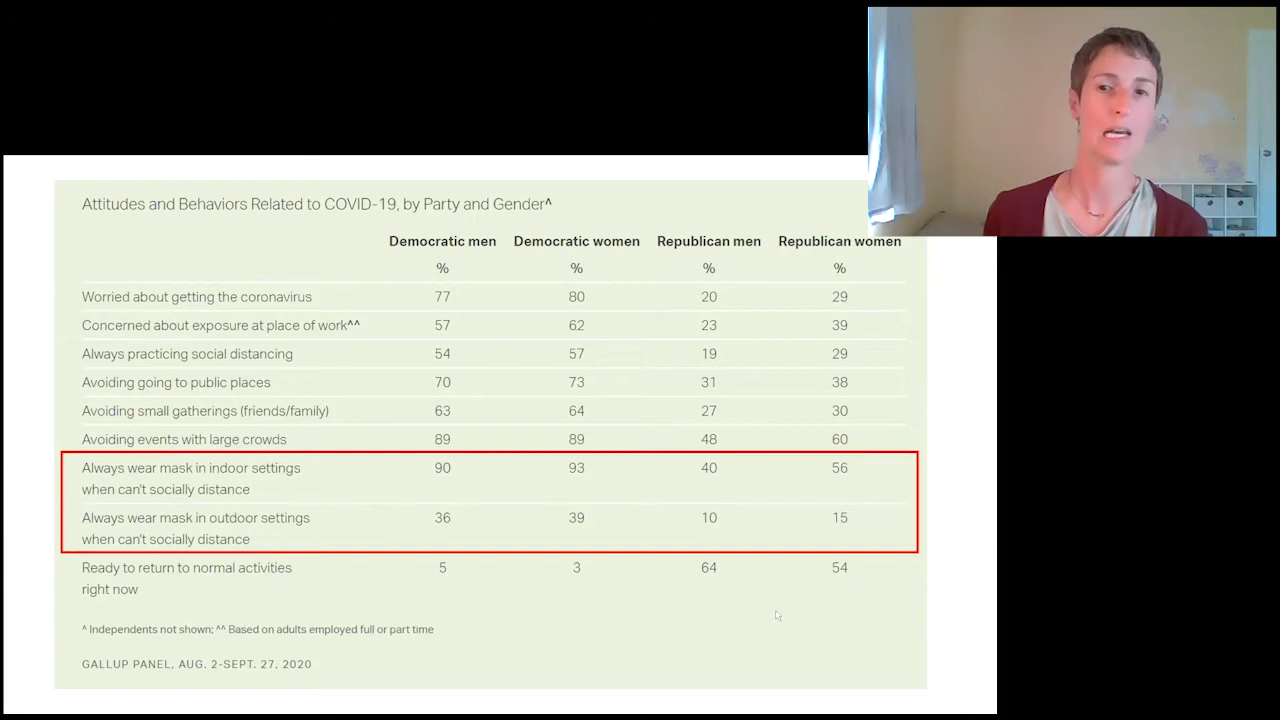 Attitudes and Behaviors Related to COVID-19, by Party and Gender^
Democratic men Democratic women Republican men Republican women
% % % %
Worried about getting the coronavirus 77 80 20 29
Concerned about exposure at place of work^^ 57 62 23 39
Always practicing social distancing 54 57 19 29
Avoiding going to public places 70 73 31 38
Avoiding small gatherings (friends/family) 63 64 27 30
Avoiding events with large crowds 89 89 48 60
Always wear mask in indoor settings 90 93 40 56
when can't socially distance
Always wear mask in outdoor settings 36 39 10 15
when can't socially distance
Ready to return to normal activities 5 3 64 54
right now
^ Independents not shown; ^^ Based on adults employed full or part time
GALLUP PANEL, AUG. 2-SEPT. 27, 2020